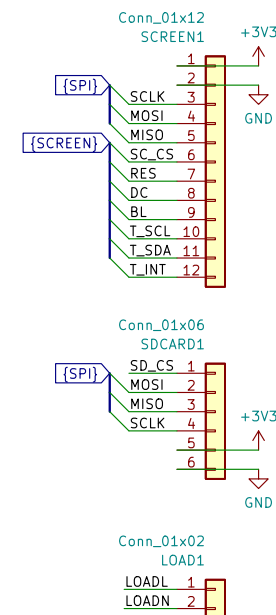 Conn_01x12
SCREEN1
+3V3
1
2
{SPI}
SCLK 3
GND
MOSI 4
{SCREEN}
MISO 5
SC_CS 6
RES 7
DC 8
BL 9
T_SCL 10
T_SDA 11
T_INT 12
Conn_01x06
SDCARD1
{SPI}
SD_CS 1
MOSI 2
MISO 3
+3V3
SCLK 4
5
6
GND
Conn_01x02
LOAD1
LOADL 1
LOADN 2